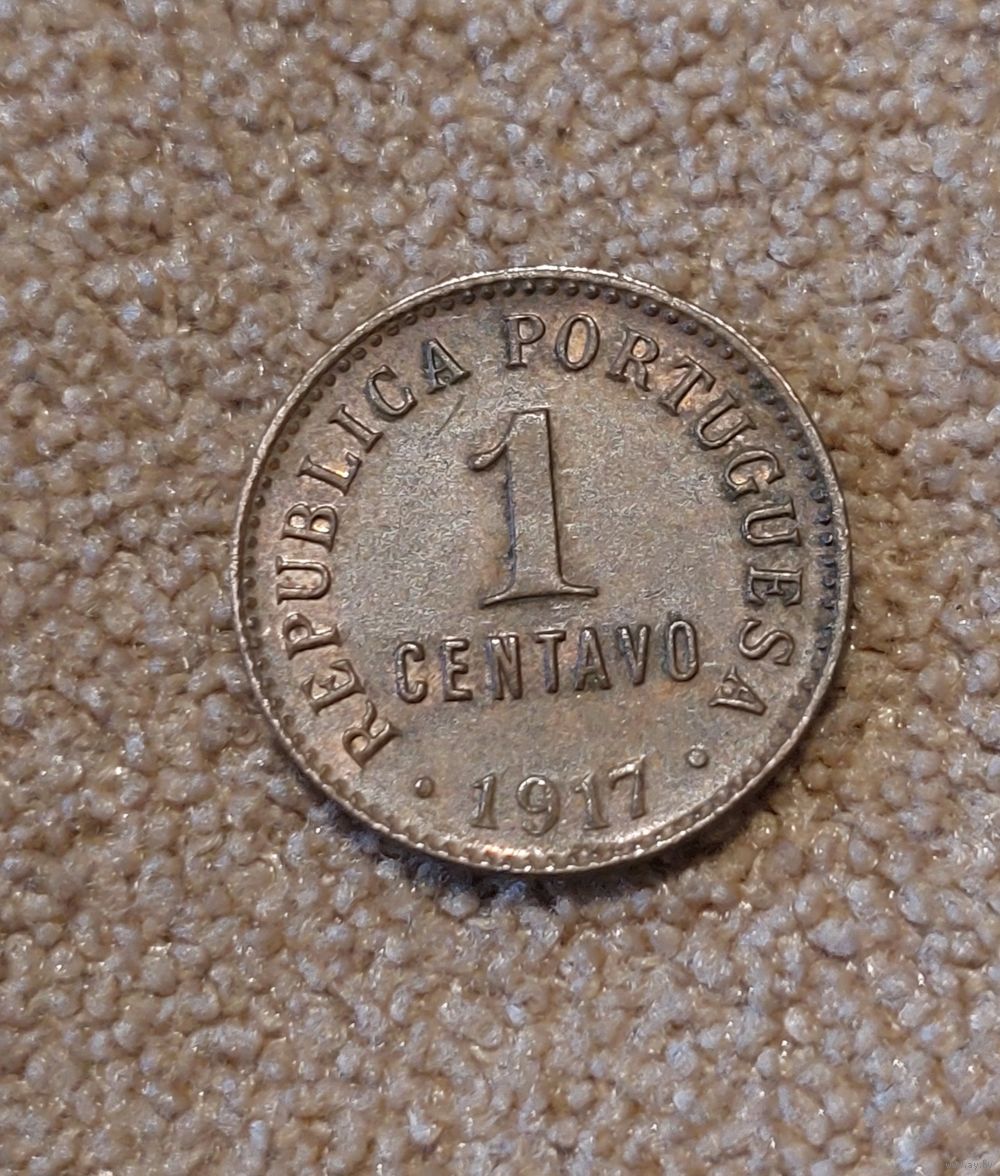 REPUBLICA PORTUGUESA
1
CENTAVO
• 1917 •